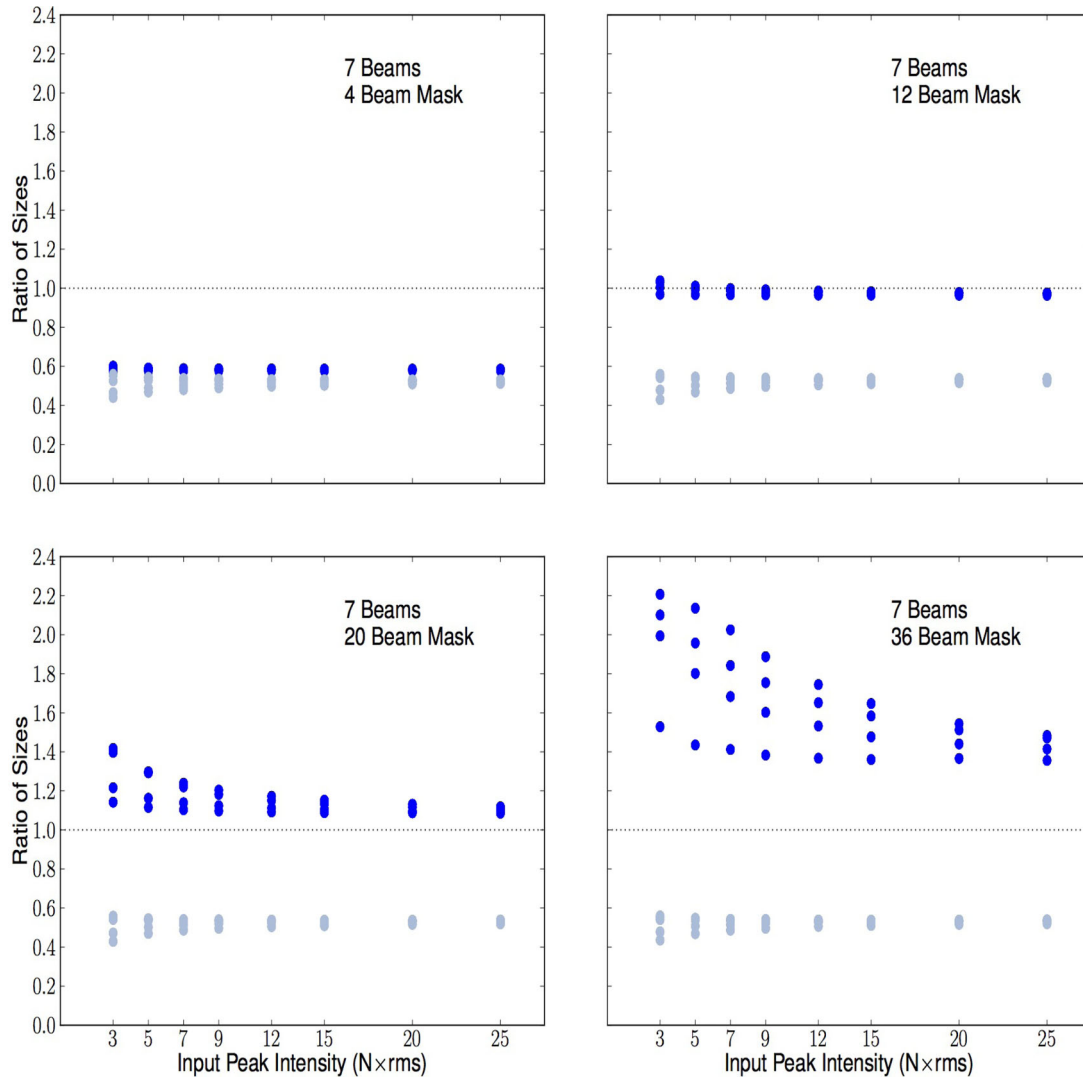 2.4
2.2
2.0
1.8
1.6
1.4
1.2
1.0
0.8
0.6
0.4
0.2
0.0
Ratio of Sizes
7 Beams
4 Beam Mask
7 Beams
12 Beam Mask
2.4
2.2
2.0
1.8
1.6
1.4
1.2
1.0
0.8
0.6
0.4
0.2
0.0
Ratio of Sizes
7 Beams
20 Beam Mask
3 5 7 9 12 15 20 25
Input Peak Intensity (N×rms)
7 Beams
36 Beam Mask
3 5 7 9 12 15 20 25
Input Peak Intensity (N×rms)